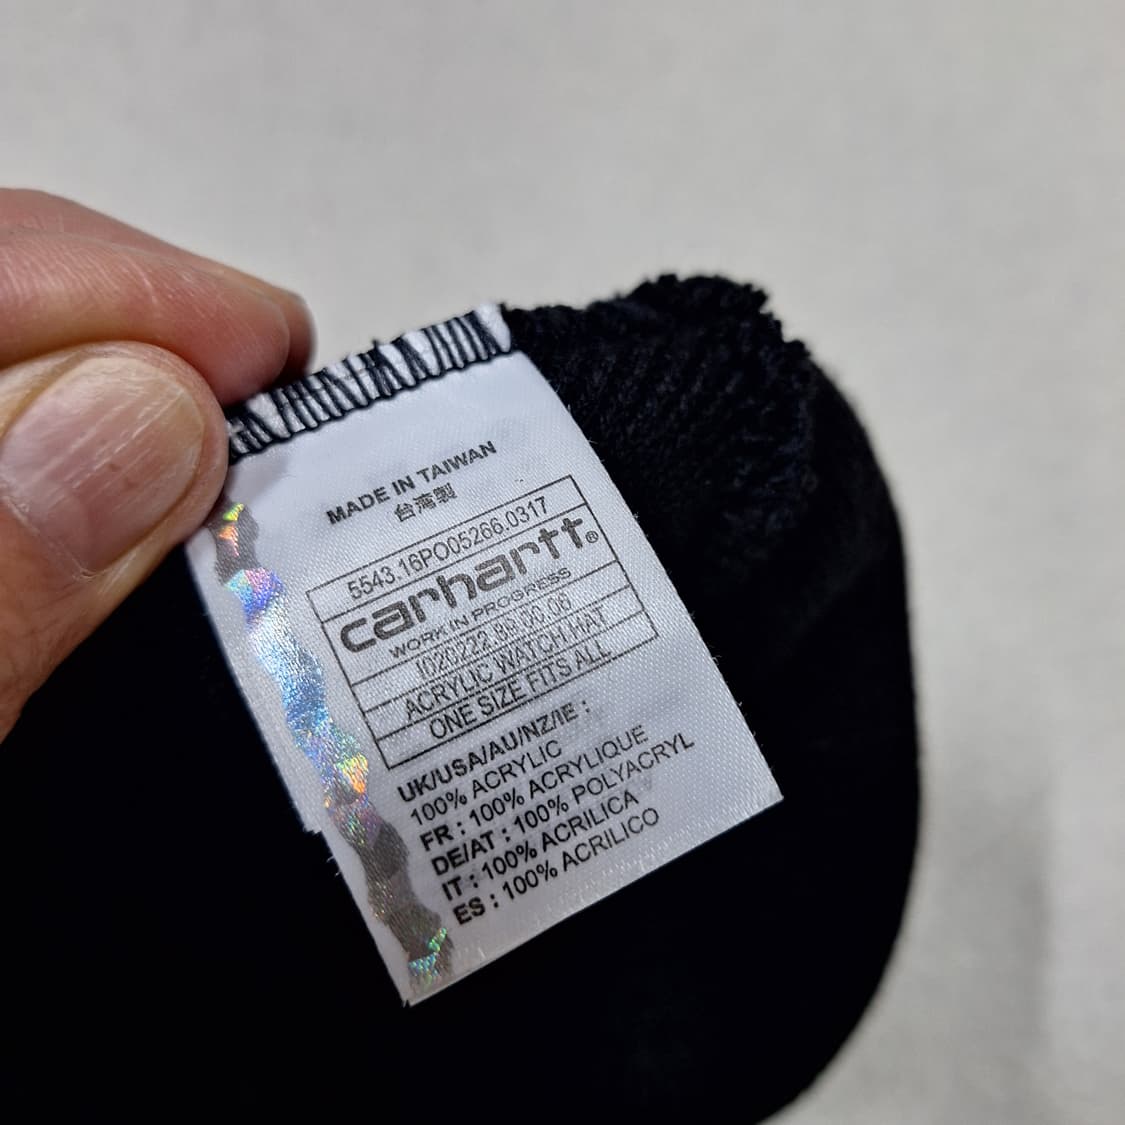 MADE IN TAIWAN
台湾製
5543.16PO05266.0317
carhartt®
WORK IN PROGRESS
I020222.89.00.06
ACRYLIC WATCH HAT
ONE SIZE FITS ALL
UK/USA/AU/NZ/IE :
100% ACRYLIC
FR : 100% ACRYLIQUE
DE/AT : 100% POLYACRYL
IT : 100% ACRILICA
ES : 100% ACRILICO